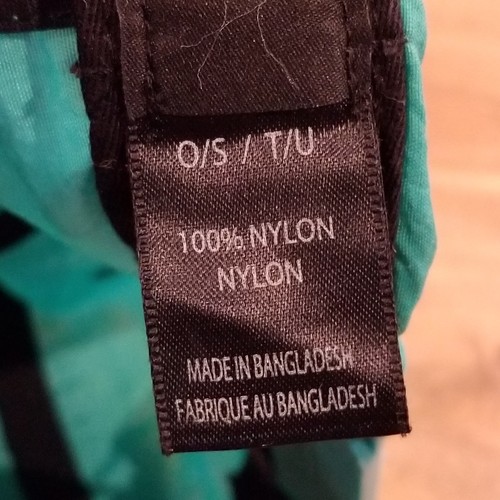 O/S / T/U
100% NYLON
NYLON
MADE IN BANGLADESH
FABRIQUE AU BANGLADESH